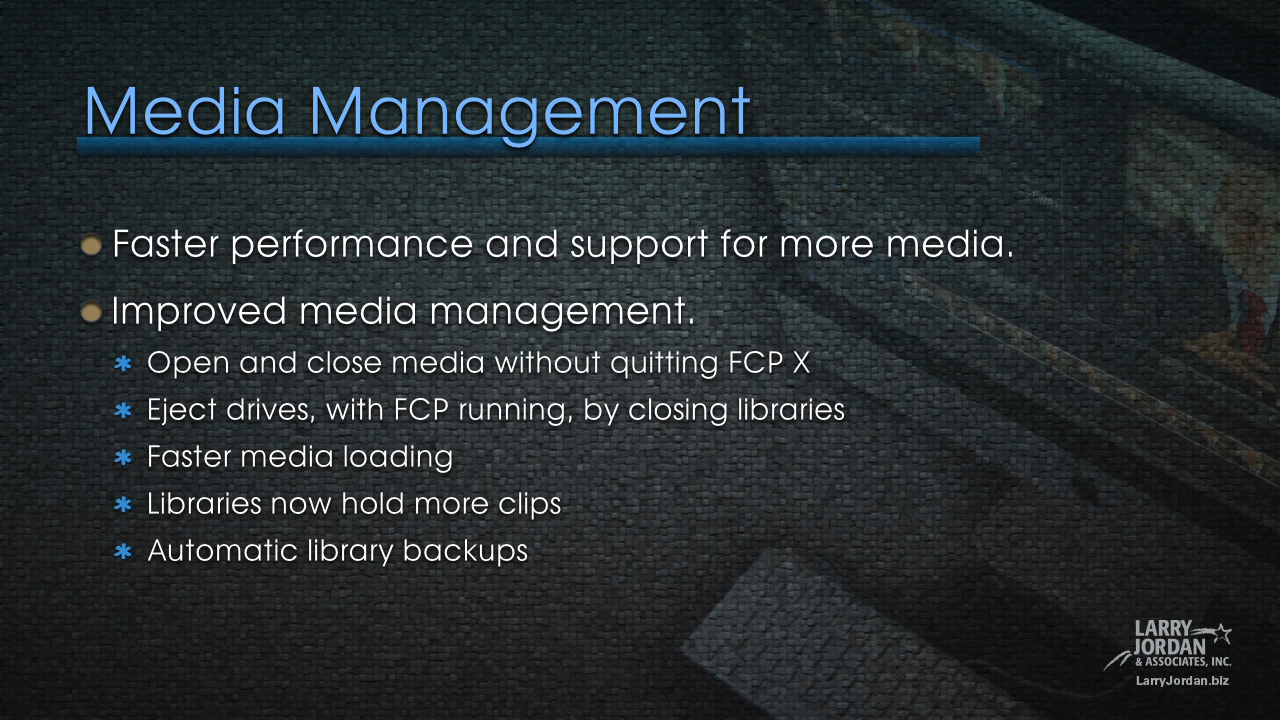 Media Management
Faster performance and support for more media.
Improved media management.
Open and close media without quitting FCP X
Eject drives, with FCP running, by closing libraries
Faster media loading
Libraries now hold more clips
Automatic library backups
LARRY
JORDAN
& ASSOCIATES, INC.
LarryJordan.biz